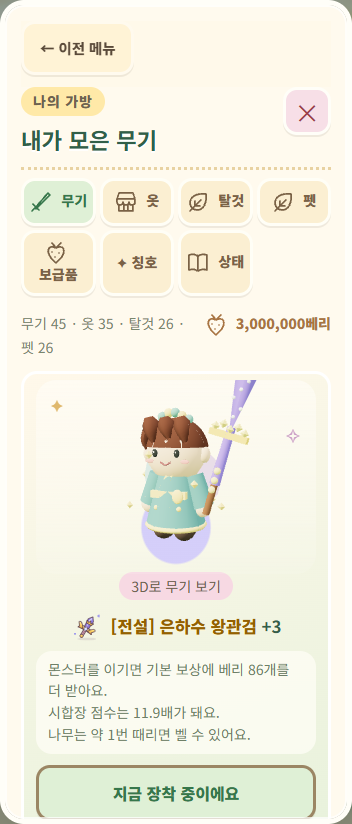 ← 이전 메뉴
나의 가방
내가 모은 무기
무기
옷
탈것
펫
보급품
✦ 칭호
상태
무기 45 · 옷 35 · 탈것 26 ·
펫 26
3,000,000베리
3D로 무기 보기
[전설] 은하수 왕관검 +3
몬스터를 이기면 기본 보상에 베리 86개를
더 받아요.
시합장 점수는 11.9배가 돼요.
나무는 약 1번 때리면 벨 수 있어요.
지금 장착 중이에요